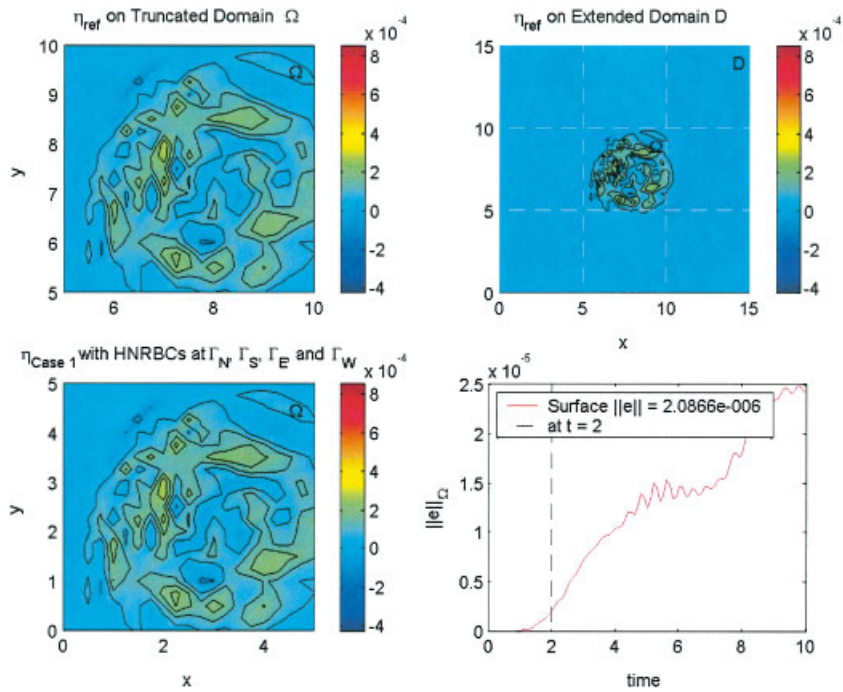 η_ref on Truncated Domain Ω
x 10^-4
10
9
8
7
6
5
y
6
8
10
Ω
8
6
4
2
0
-2
-4
η_ref on Extended Domain D
x 10^-4
15
10
5
0
y
0
5
10
15
x
D
Ω
8
6
4
2
0
-2
-4
η_Case 1 with HNRBCs at Γ_N, Γ_S, Γ_E and Γ_W
x 10^-4
5
4
3
2
1
0
y
0
2
4
x
Ω
8
6
4
2
0
-2
-4
x 10^-5
2.5
2
1.5
1
0.5
0
||e||_Ω
Surface ||e|| = 2.0866e-006
at t = 2
0
2
4
6
8
10
time